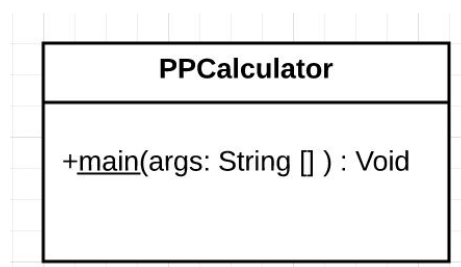 PPCalculator
+main(args: String [] ) : Void